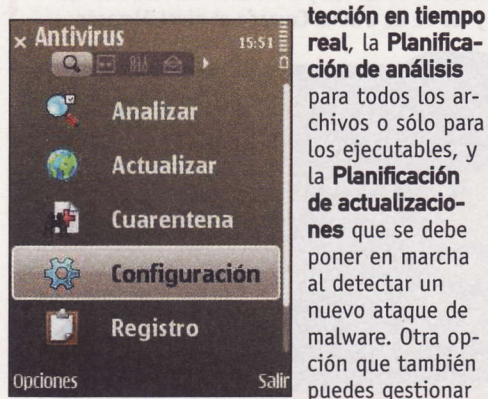 × Antivirus
15:51
Analizar
Actualizar
Cuarentena
Configuración
Registro
Opciones
Salir
tección en tiempo
real, la Planifica-
ción de análisis
para todos los ar-
chivos o sólo para
los ejecutables, y
la Planificación
de actualizacio-
nes que se debe
poner en marcha
al detectar un
nuevo ataque de
malware. Otra op-
ción que también
puedes gestionar